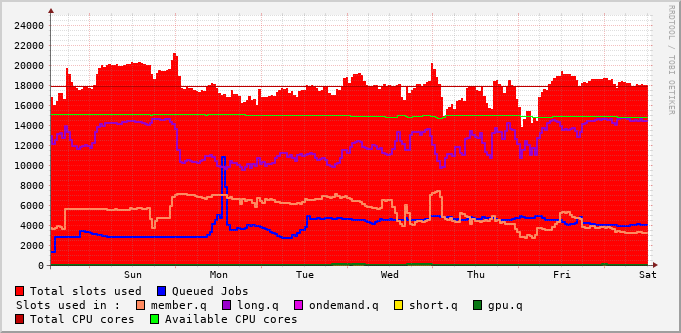 RRDTOOL / TOBI OETIKER
24000
22000
20000
18000
16000
14000
12000
10000
8000
6000
4000
2000
0
Sun Mon Tue Wed Thu Fri Sat
Total slots used Queued Jobs
Slots used in : member.q long.q ondemand.q short.q gpu.q
Total CPU cores Available CPU cores